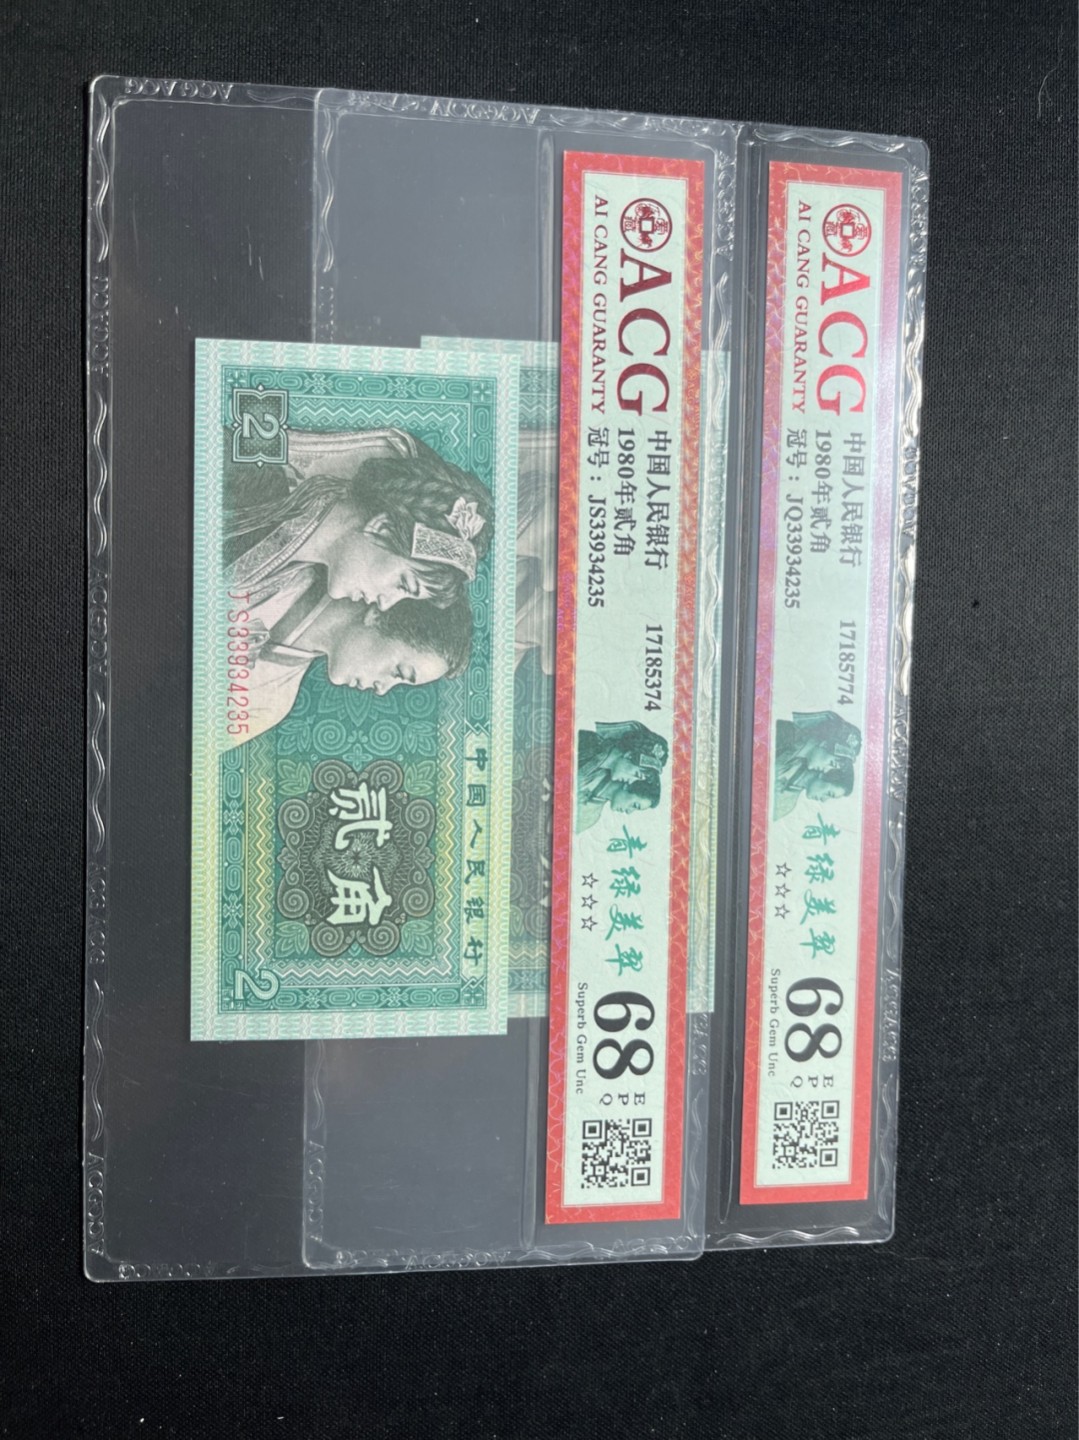 ACG
AI CANG GUARANTY
中国人民银行
1980年贰角
冠号：JQ33934235
17185774
青绿美翠
☆☆☆
68
EPQ
Superb Gem Unc
ACG
AI CANG GUARANTY
中国人民银行
1980年贰角
冠号：JS33934235
17185374
青绿美翠
☆☆☆
68
EPQ
Superb Gem Unc
中国人民银行
贰角
2
2
JS33934235